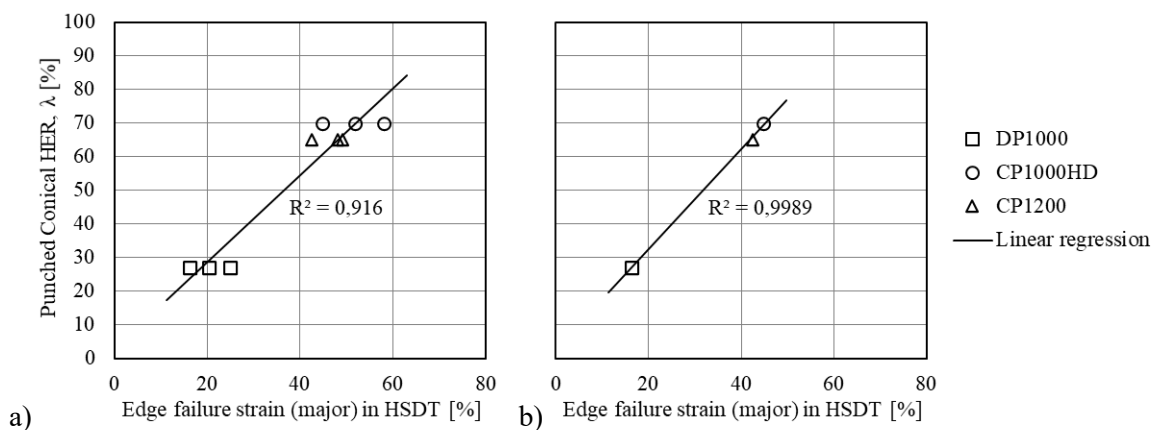 Punched Conical HER, λ [%]
100
90
80
70
60
50
40
30
20
10
0
R² = 0,916
0 20 40 60 80
Edge failure strain (major) in HSDT [%]
a)
R² = 0,9989
0 20 40 60 80
Edge failure strain (major) in HSDT [%]
b)
DP1000
CP1000HD
CP1200
Linear regression